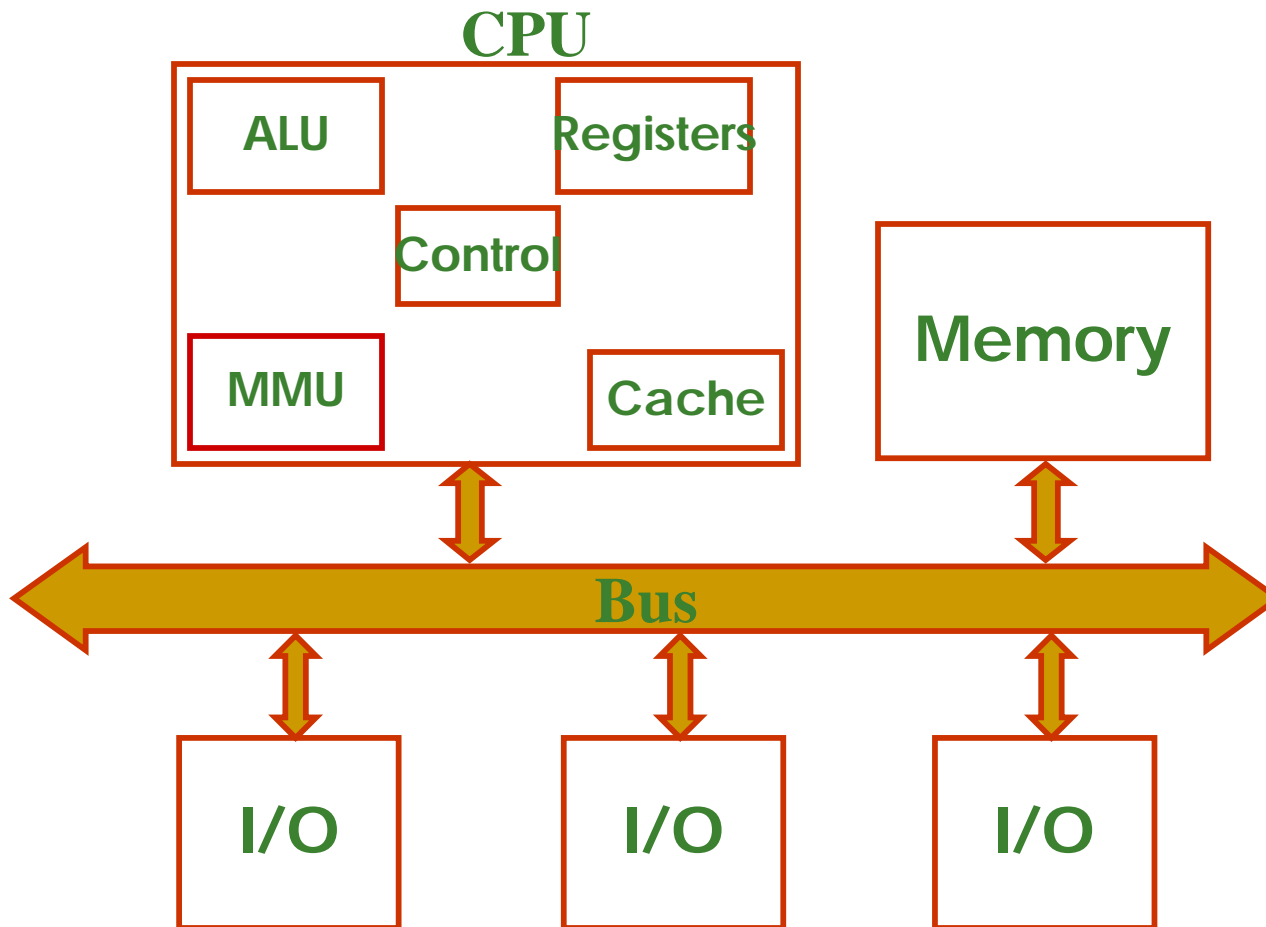 CPU
ALU
Registers
Control
MMU
Cache
Memory
Bus
I/O
I/O
I/O